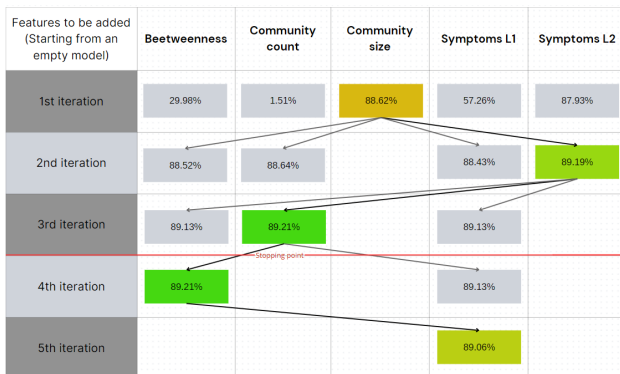 Features to be added
(Starting from an
empty model)
Beetweenness
Community
count
Community
size
Symptoms L1
Symptoms L2
1st iteration
29.98%
1.51%
88.62%
57.26%
87.93%
2nd iteration
88.52%
88.64%
88.43%
89.19%
3rd iteration
89.13%
89.21%
89.13%
Stopping point
4th iteration
89.21%
89.13%
5th iteration
89.06%